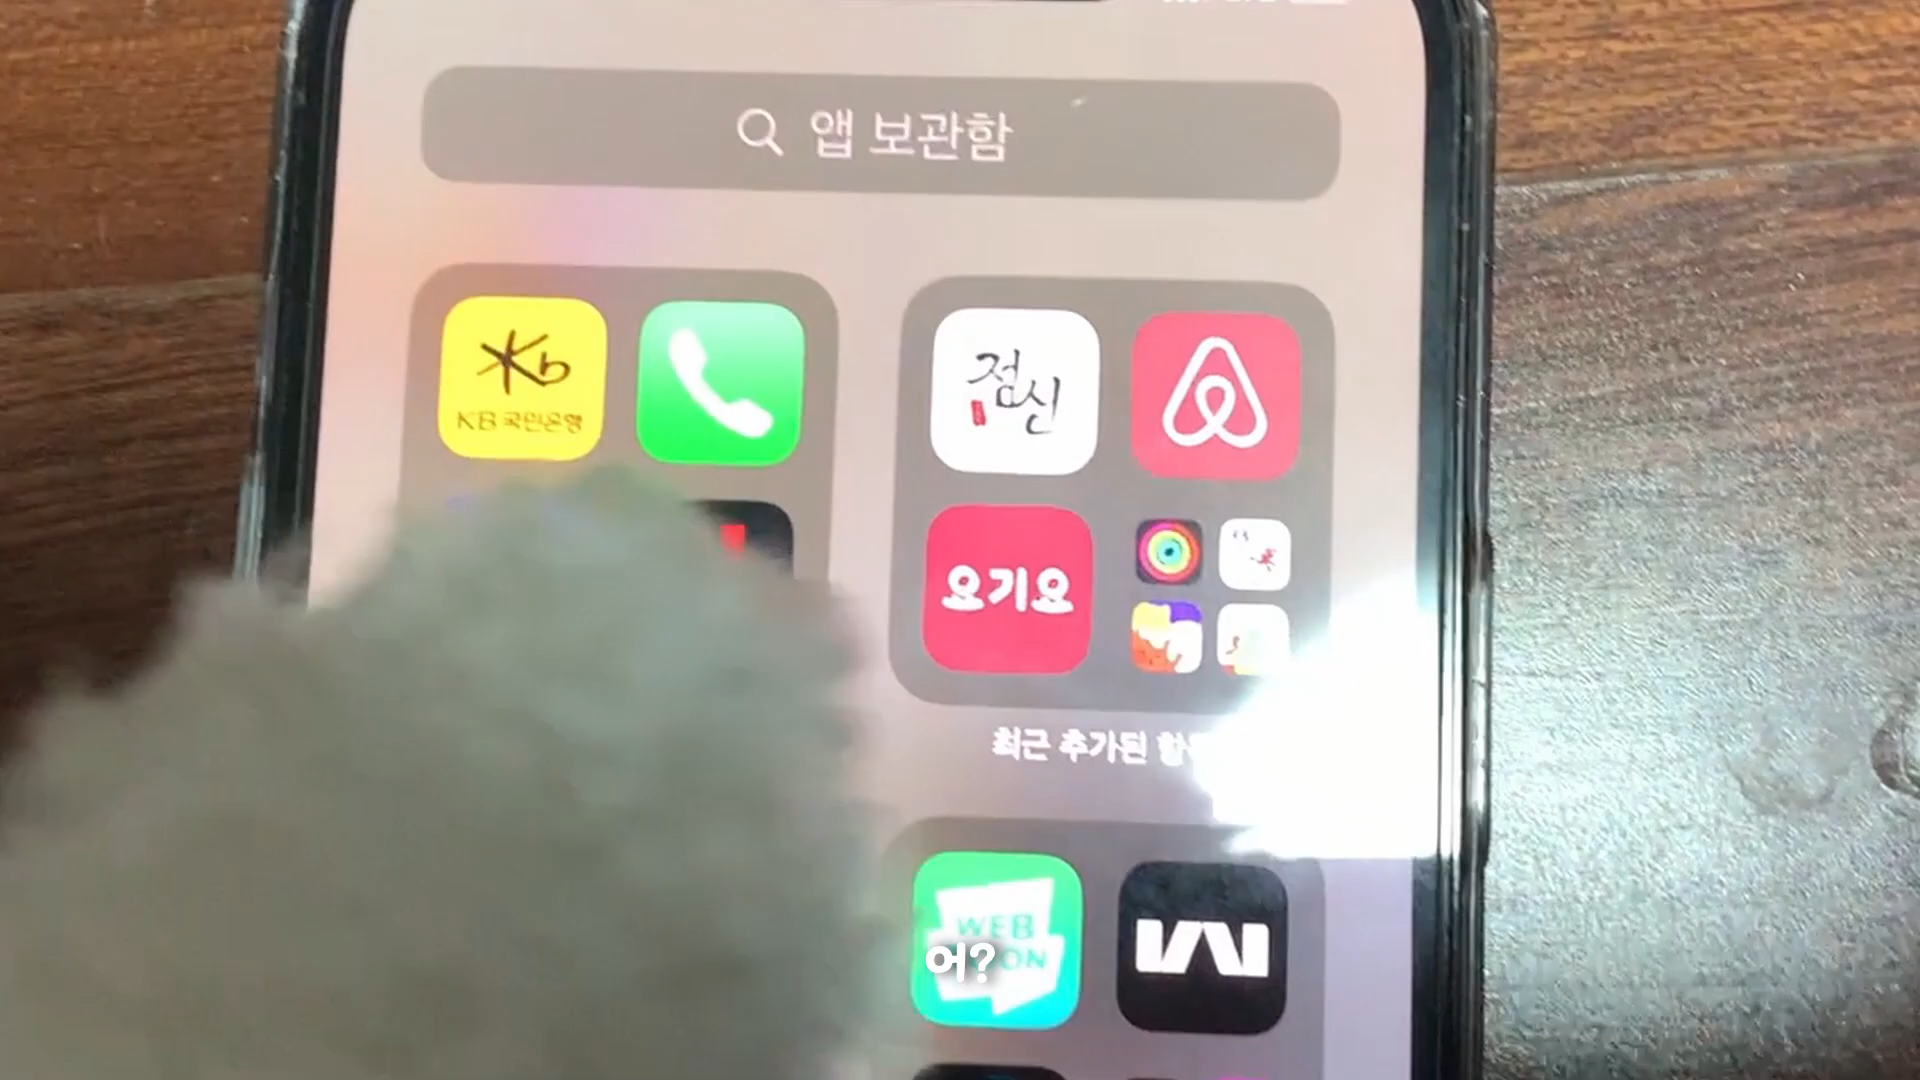 앱 보관함
Kb
KB 국민은행
점신
요기요
최근 추가된
WEB
어?